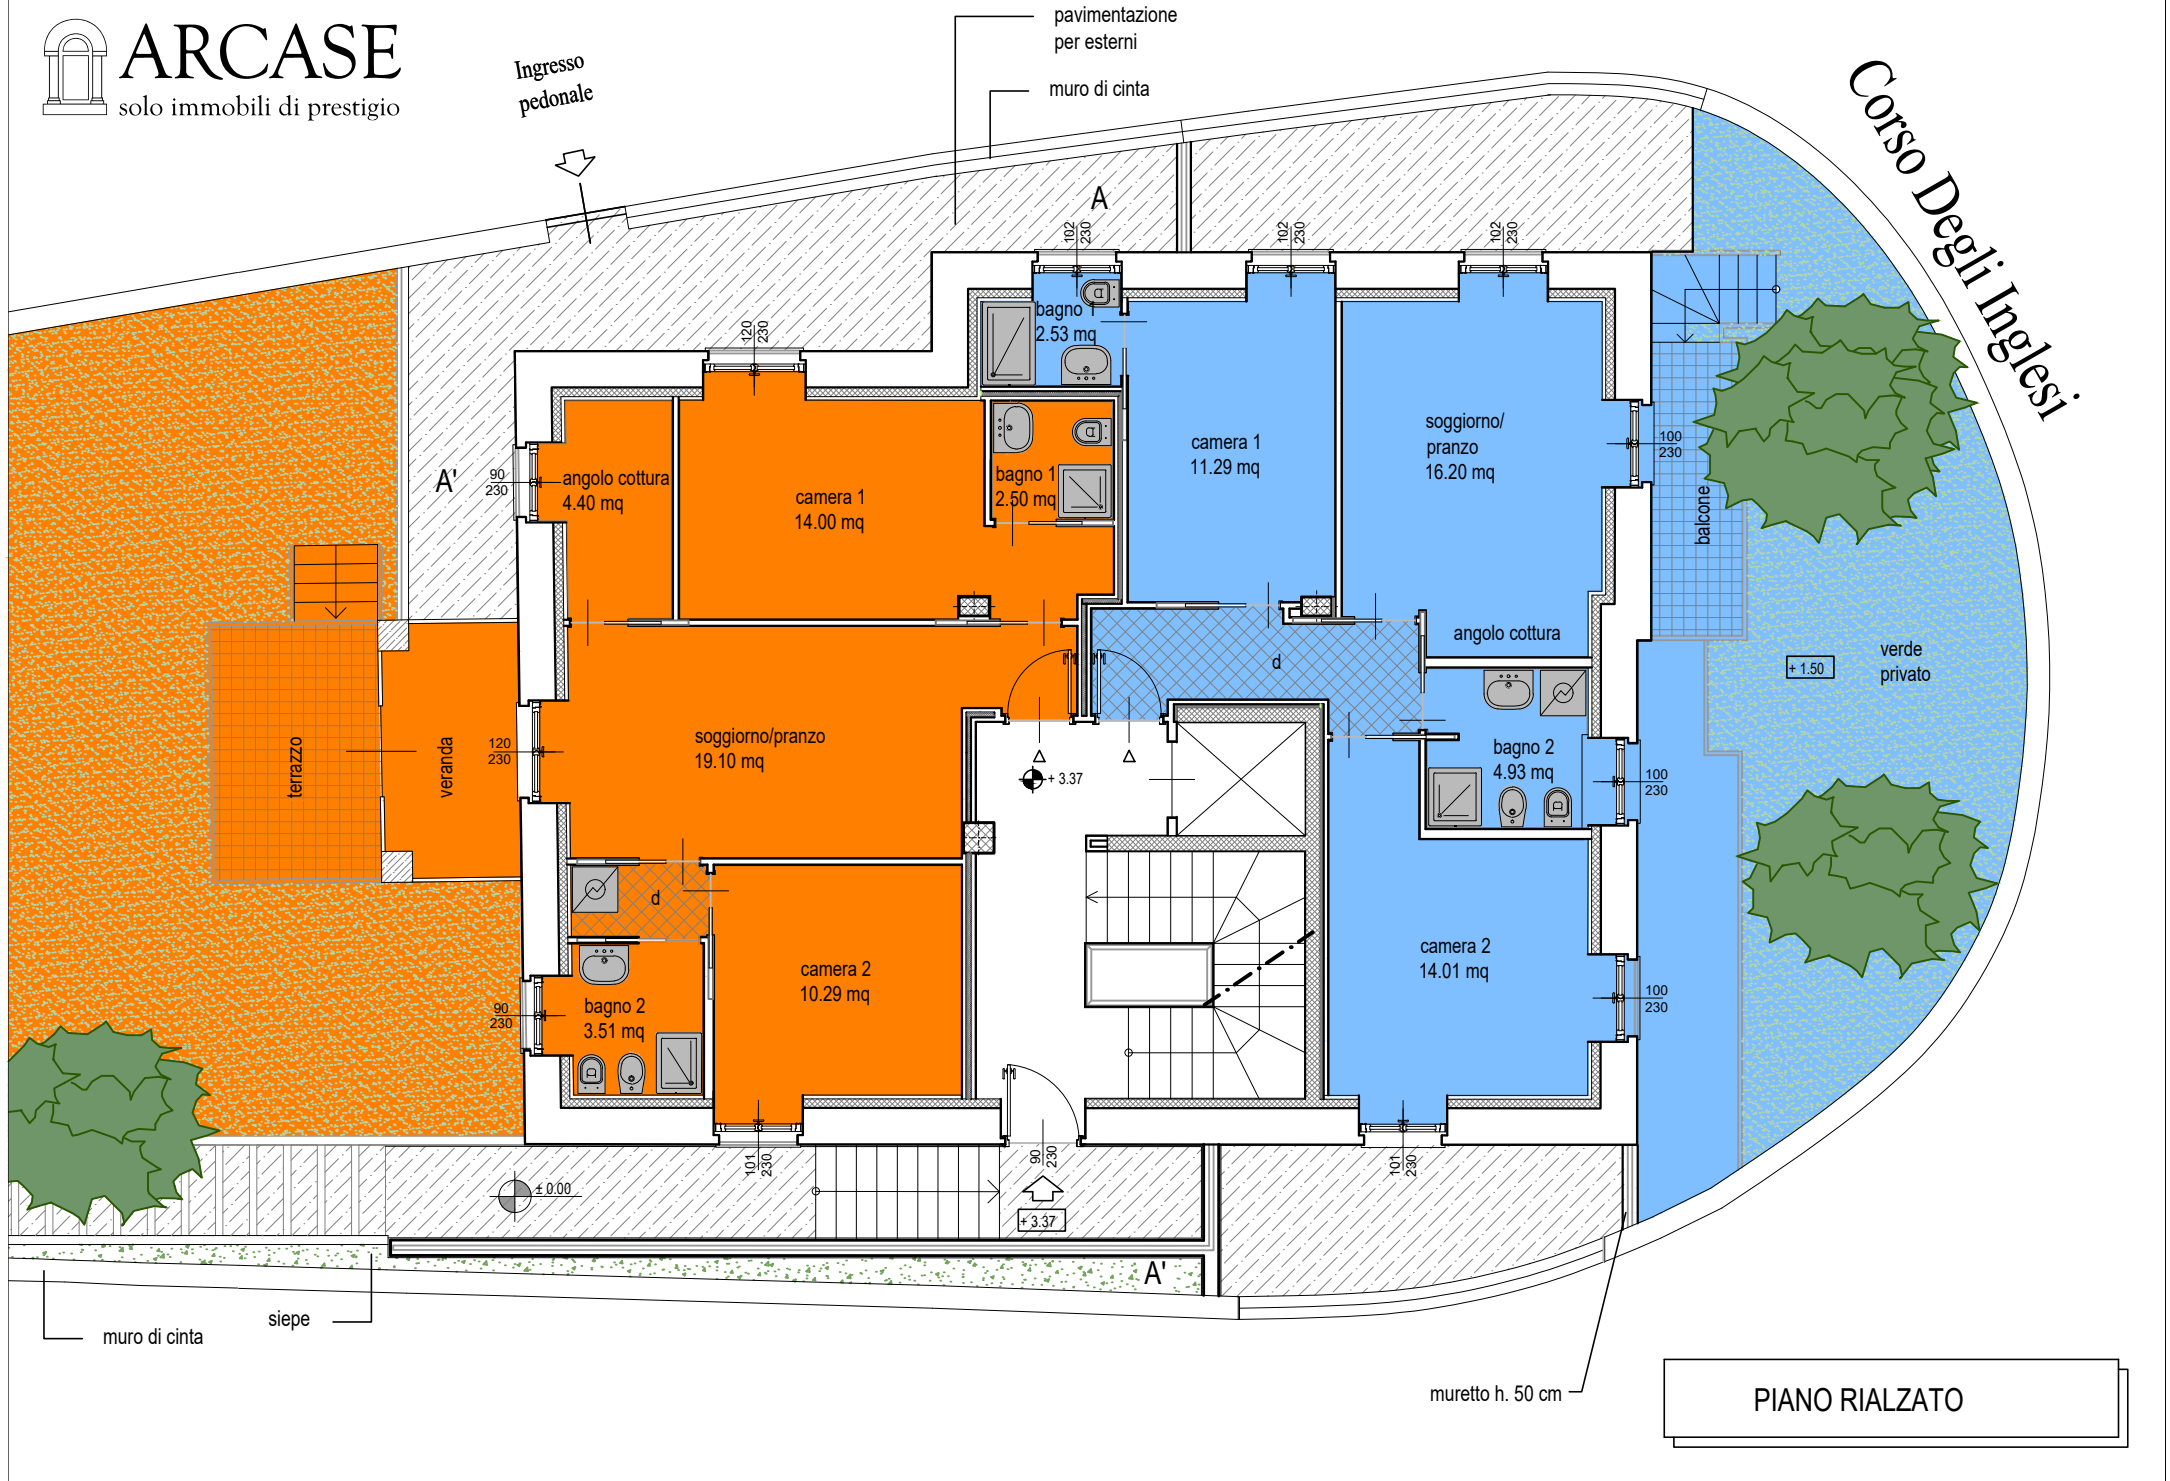 ARCASE
solo immobili di prestigio
Ingresso
pedonale
pavimentazione
per esterni
muro di cinta
Corso Degli Inglesi
A
102
230
102
230
102
230
120
230
bagno 1
2.53 mq
camera 1
11.29 mq
soggiorno/
pranzo
16.20 mq
100
230
balcone
A'
90
230
angolo cottura
4.40 mq
camera 1
14.00 mq
bagno 1
2.50 mq
angolo cottura
d
verde
privato
+ 1.50
terrazzo
veranda
120
230
soggiorno/pranzo
19.10 mq
+ 3.37
bagno 2
4.93 mq
100
230
d
camera 2
10.29 mq
camera 2
14.01 mq
100
230
90
230
bagno 2
3.51 mq
101
230
90
230
101
230
± 0.00
+ 3.37
A'
siepe
muro di cinta
muretto h. 50 cm
PIANO RIALZATO